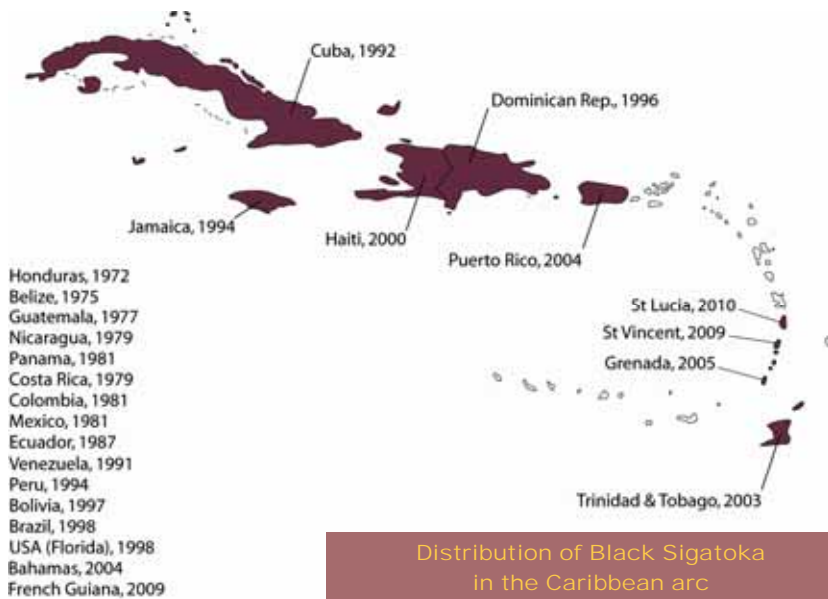 Cuba, 1992
Dominican Rep., 1996
Jamaica, 1994
Haiti, 2000
Puerto Rico, 2004
St Lucia, 2010
St Vincent, 2009
Grenada, 2005
Trinidad & Tobago, 2003
Honduras, 1972
Belize, 1975
Guatemala, 1977
Nicaragua, 1979
Panama, 1981
Costa Rica, 1979
Colombia, 1981
Mexico, 1981
Ecuador, 1987
Venezuela, 1991
Peru, 1994
Bolivia, 1997
Brazil, 1998
USA (Florida), 1998
Bahamas, 2004
French Guiana, 2009
Distribution of Black Sigatoka
in the Caribbean arc